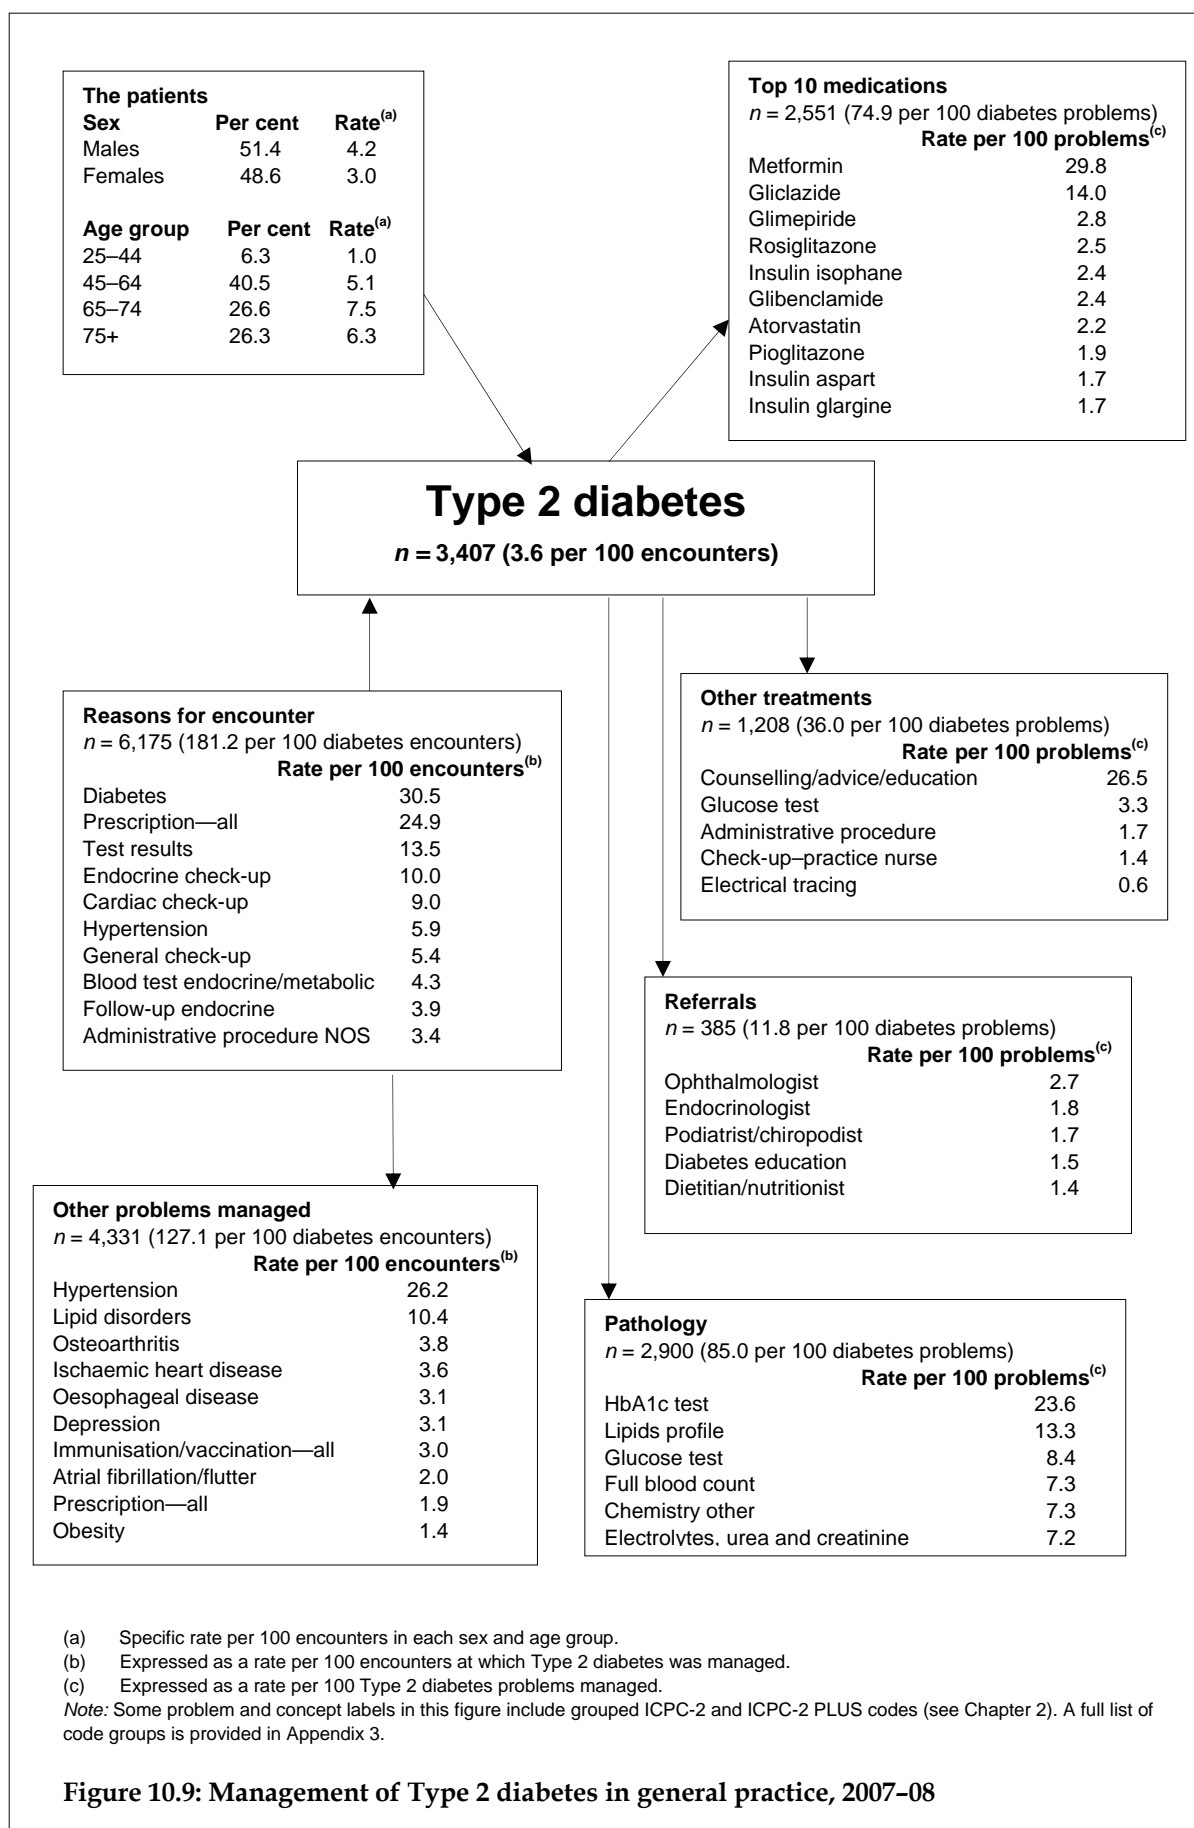 The patients
Sex Per cent Rate(a)
Males 51.4 4.2
Females 48.6 3.0
Age group Per cent Rate(a)
25–44 6.3 1.0
45–64 40.5 5.1
65–74 26.6 7.5
75+ 26.3 6.3
Top 10 medications
n = 2,551 (74.9 per 100 diabetes problems)
Rate per 100 problems(c)
Metformin 29.8
Gliclazide 14.0
Glimepiride 2.8
Rosiglitazone 2.5
Insulin isophane 2.4
Glibenclamide 2.4
Atorvastatin 2.2
Pioglitazone 1.9
Insulin aspart 1.7
Insulin glargine 1.7
Type 2 diabetes
n = 3,407 (3.6 per 100 encounters)
Reasons for encounter
n = 6,175 (181.2 per 100 diabetes encounters)
Rate per 100 encounters(b)
Diabetes 30.5
Prescription—all 24.9
Test results 13.5
Endocrine check-up 10.0
Cardiac check-up 9.0
Hypertension 5.9
General check-up 5.4
Blood test endocrine/metabolic 4.3
Follow-up endocrine 3.9
Administrative procedure NOS 3.4
Other treatments
n = 1,208 (36.0 per 100 diabetes problems)
Rate per 100 problems(c)
Counselling/advice/education 26.5
Glucose test 3.3
Administrative procedure 1.7
Check-up–practice nurse 1.4
Electrical tracing 0.6
Referrals
n = 385 (11.8 per 100 diabetes problems)
Rate per 100 problems(c)
Ophthalmologist 2.7
Endocrinologist 1.8
Podiatrist/chiropodist 1.7
Diabetes education 1.5
Dietitian/nutritionist 1.4
Other problems managed
n = 4,331 (127.1 per 100 diabetes encounters)
Rate per 100 encounters(b)
Hypertension 26.2
Lipid disorders 10.4
Osteoarthritis 3.8
Ischaemic heart disease 3.6
Oesophageal disease 3.1
Depression 3.1
Immunisation/vaccination—all 3.0
Atrial fibrillation/flutter 2.0
Prescription—all 1.9
Obesity 1.4
Pathology
n = 2,900 (85.0 per 100 diabetes problems)
Rate per 100 problems(c)
HbA1c test 23.6
Lipids profile 13.3
Glucose test 8.4
Full blood count 7.3
Chemistry other 7.3
Electrolytes, urea and creatinine 7.2
(a) Specific rate per 100 encounters in each sex and age group.
(b) Expressed as a rate per 100 encounters at which Type 2 diabetes was managed.
(c) Expressed as a rate per 100 Type 2 diabetes problems managed.
Note: Some problem and concept labels in this figure include grouped ICPC-2 and ICPC-2 PLUS codes (see Chapter 2). A full list of
code groups is provided in Appendix 3.
Figure 10.9: Management of Type 2 diabetes in general practice, 2007–08